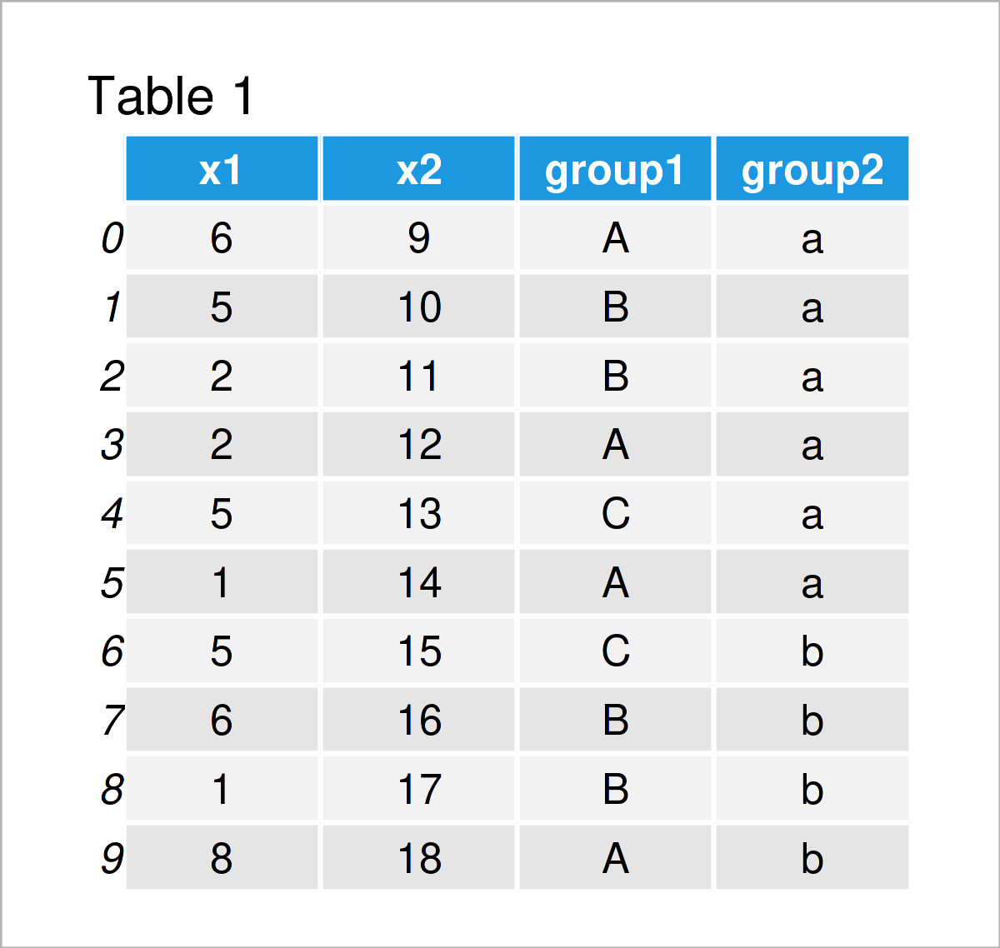 Table 1
x1 x2 group1 group2
0 6 9 A a
1 5 10 B a
2 2 11 B a
3 2 12 A a
4 5 13 C a
5 1 14 A a
6 5 15 C b
7 6 16 B b
8 1 17 B b
9 8 18 A b